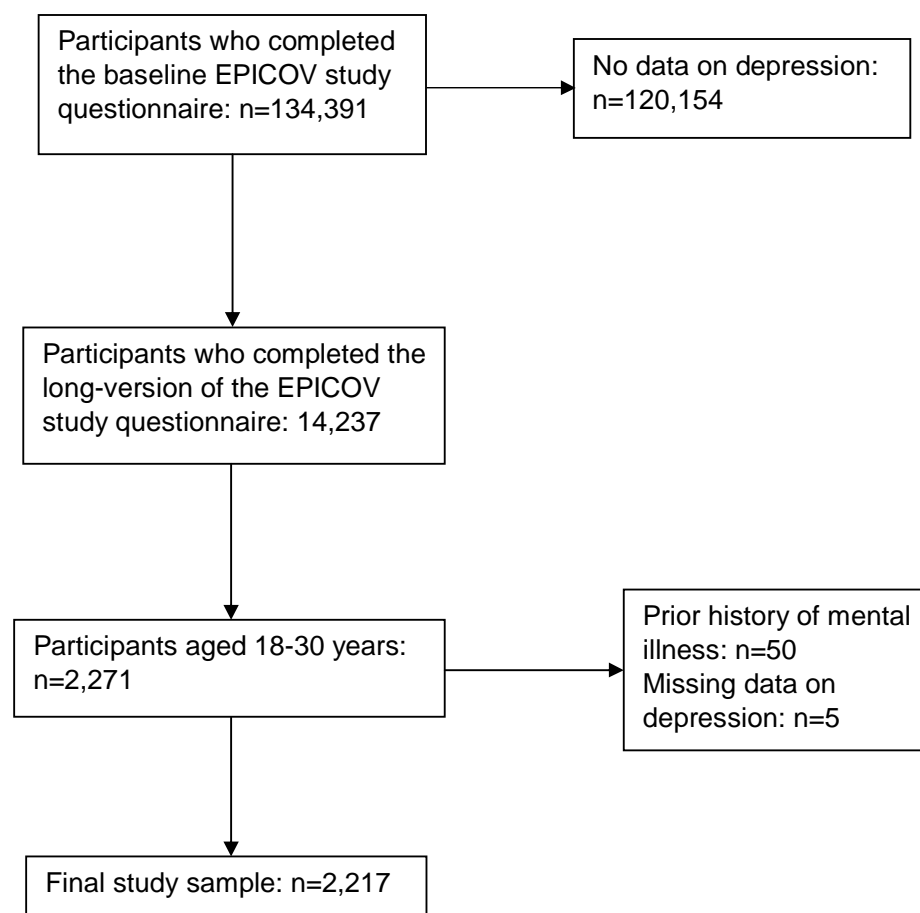 Participants who completed
the baseline EPICOV study
questionnaire: n=134,391
No data on depression:
n=120,154
Participants who completed the
long-version of the EPICOV
study questionnaire: 14,237
Participants aged 18-30 years:
n=2,271
Prior history of mental
illness: n=50
Missing data on
depression: n=5
Final study sample: n=2,217